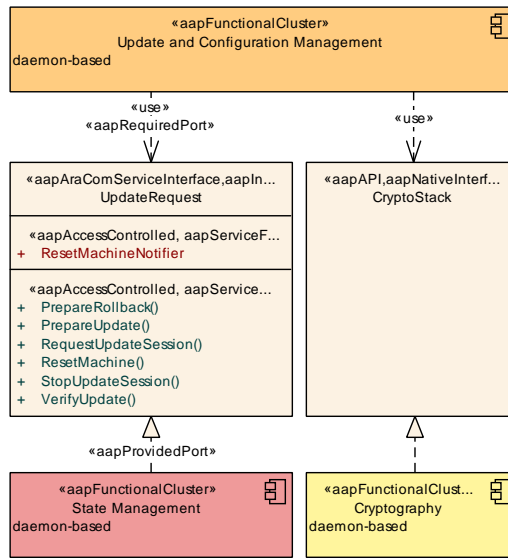 «aapFunctionalCluster»
Update and Configuration Management
daemon-based
«use»
«aapRequiredPort»
«use»
«aapAraComServiceInterface,aapIn...
UpdateRequest
«aapAccessControlled, aapServiceF...
+ ResetMachineNotifier
«aapAccessControlled, aapService...
+ PrepareRollback()
+ PrepareUpdate()
+ RequestUpdateSession()
+ ResetMachine()
+ StopUpdateSession()
+ VerifyUpdate()
«aapAPI,aapNativeInterf...
CryptoStack
«aapProvidedPort»
«aapFunctionalCluster»
State Management
daemon-based
«aapFunctionalClust...
Cryptography
daemon-based